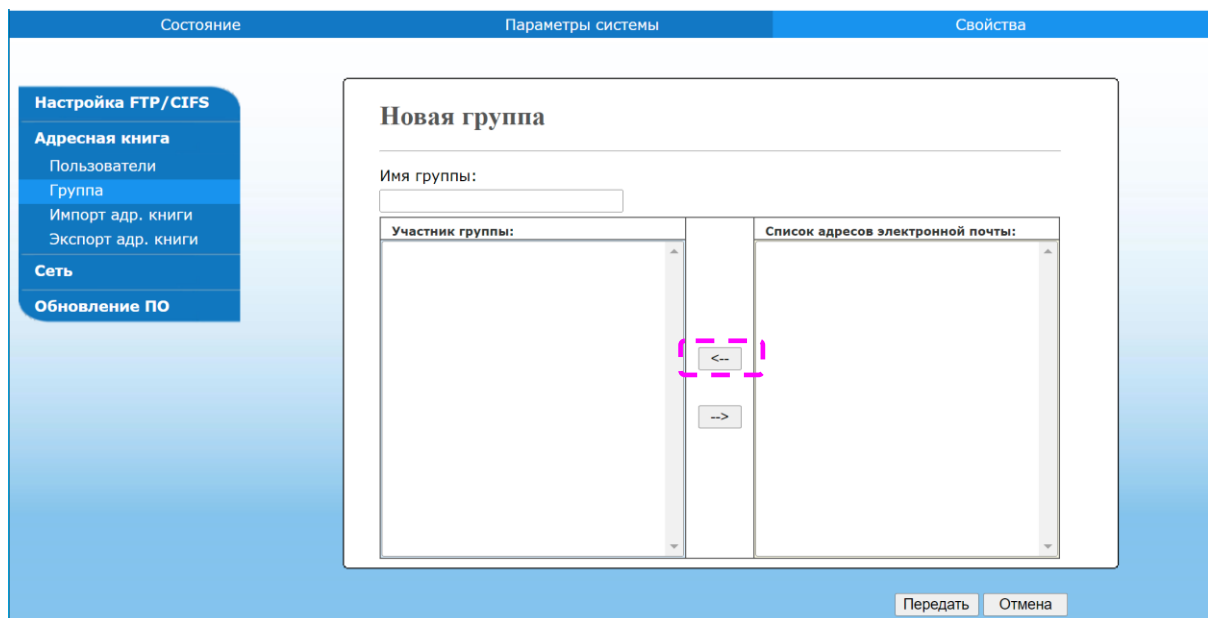 Состояние
Параметры системы
Свойства
Настройка FTP/CIFS
Адресная книга
Пользователи
Группа
Импорт адр. книги
Экспорт адр. книги
Сеть
Обновление ПО
Новая группа
Имя группы:
Участник группы:
Список адресов электронной почты:
<--
-->
Передать
Отмена